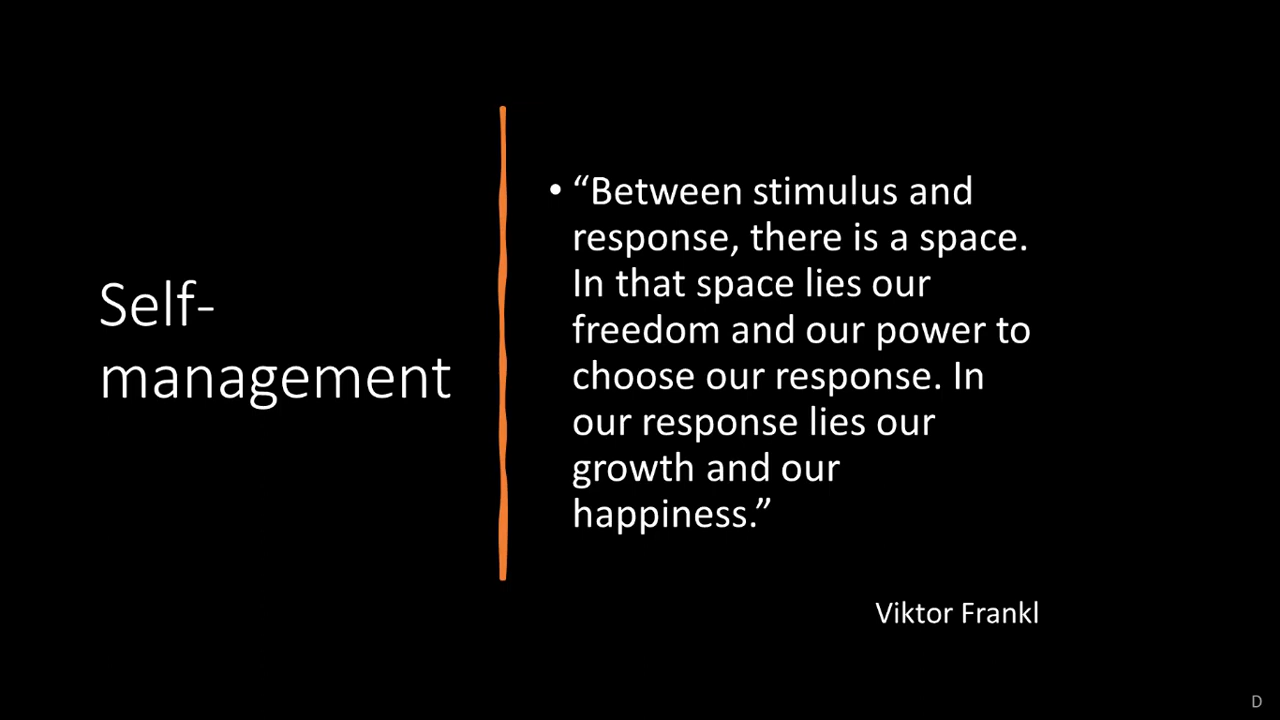 Self-
management
• “Between stimulus and
response, there is a space.
In that space lies our
freedom and our power to
choose our response. In
our response lies our
growth and our
happiness.”
Viktor Frankl
D